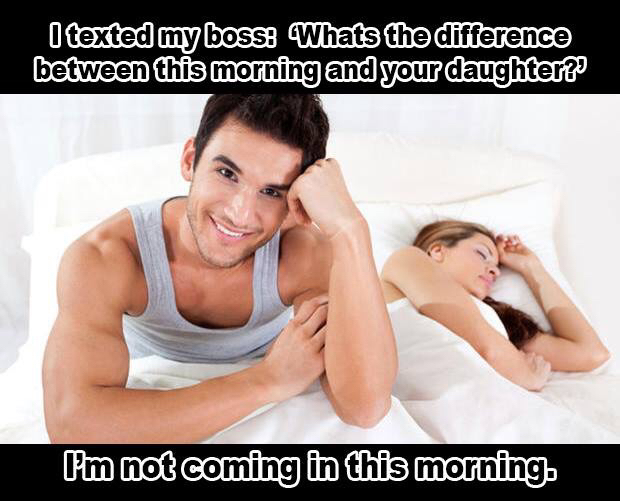 I texted my boss:  ‘Whats the difference
between this morning and your daughter?’
I'm not coming in this morning.